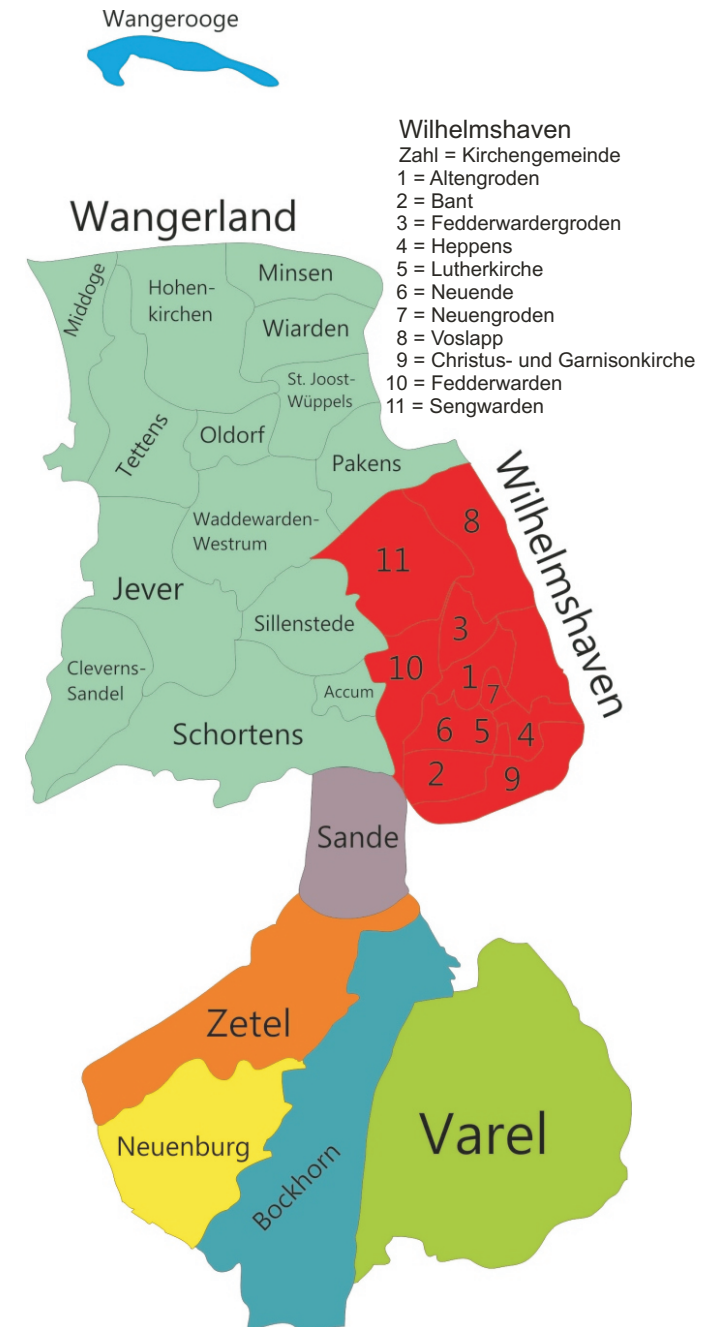 Wangerooge
Wilhelmshaven
Zahl = Kirchengemeinde
1 = Altengroden
2 = Bant
3 = Fedderwardergroden
4 = Heppens
5 = Lutherkirche
6 = Neuende
7 = Neuengroden
8 = Voslapp
9 = Christus- und Garnisonkirche
10 = Fedderwarden
11 = Sengwarden
Wangerland
Middoge
Hohen-
kirchen
Minsen
Wiarden
St. Joost-
Wüppels
Tettens
Oldorf
Pakens
Waddewarden-
Westrum
Jever
Sillenstede
Cleverns-
Sandel
Accum
Schortens
Wilhelmshaven
8
11
3
10
1
7
6
5
4
2
9
Sande
Zetel
Neuenburg
Bockhorn
Varel